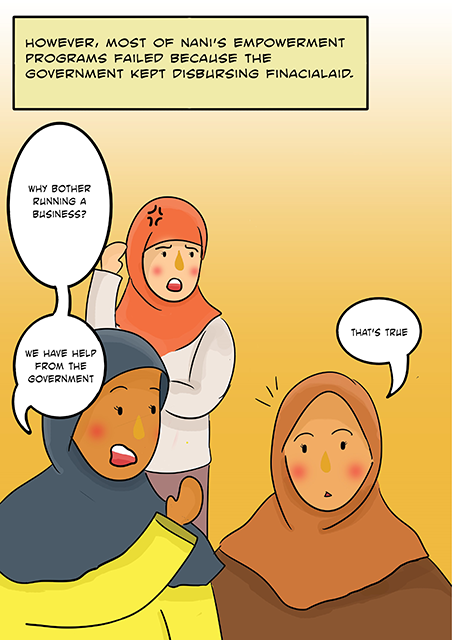 HOWEVER, MOST OF NANI'S EMPOWERMENT
PROGRAMS FAILED BECAUSE THE
GOVERNMENT KEPT DISBURSING FINACIALAID.
WHY BOTHER
RUNNING A
BUSINESS?
WE HAVE HELP
FROM THE
GOVERNMENT
THAT'S TRUE